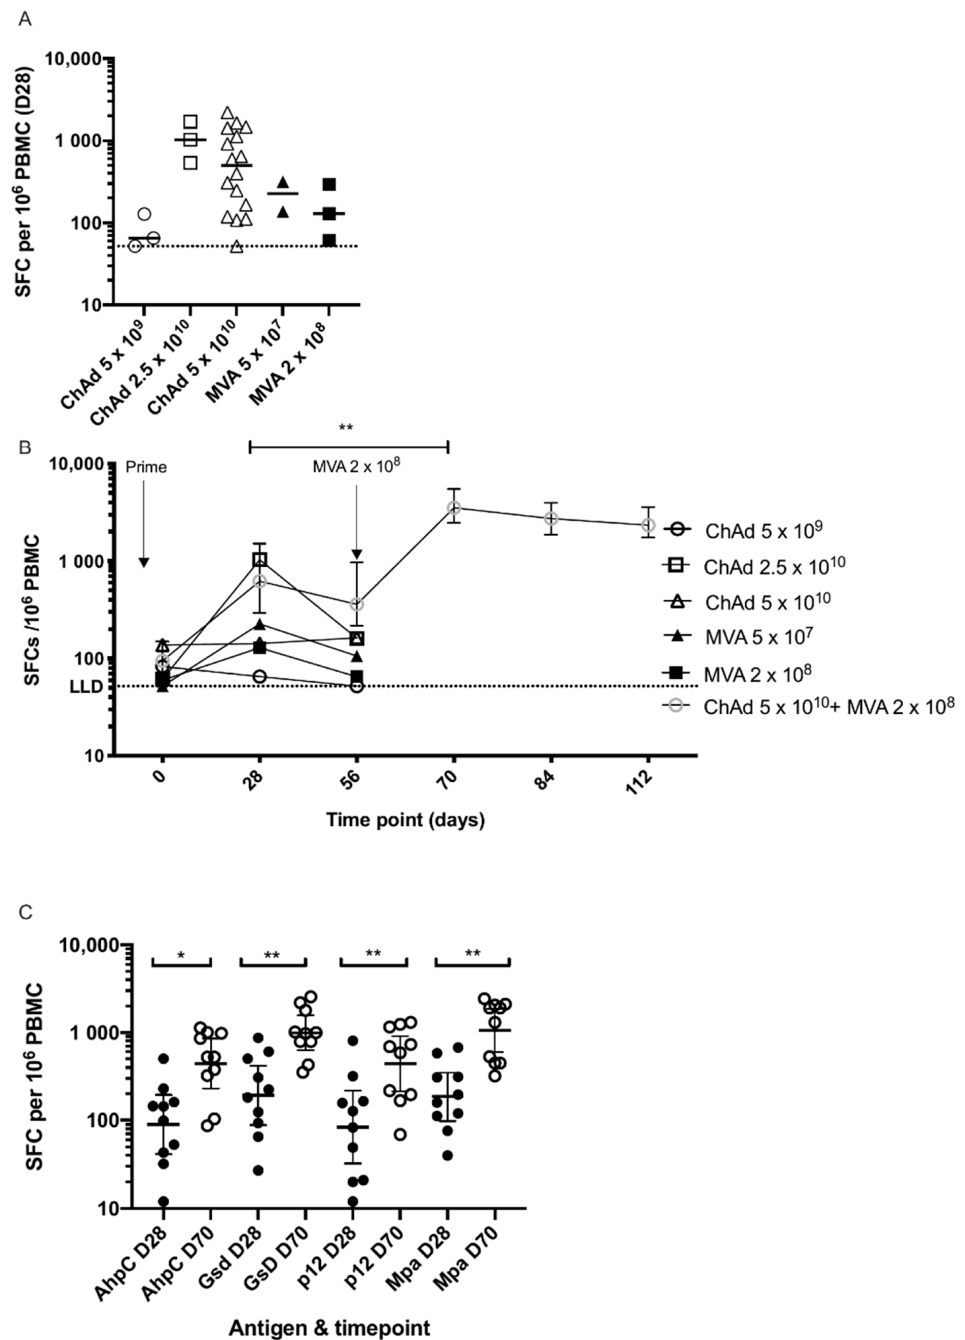 A
10,000
1 000
100
10
SFC per 10⁶ PBMC (D28)
ChAd 5 x 10⁹
ChAd 2.5 x 10¹⁰
ChAd 5 x 10¹⁰
MVA 5 x 10⁷
MVA 2 x 10⁸
B
**
Prime
MVA 2 x 10⁸
10,000
1 000
100
LLD
10
SFCs /10⁶ PBMC
0
28
56
70
84
112
Time point (days)
ChAd 5 x 10⁹
ChAd 2.5 x 10¹⁰
ChAd 5 x 10¹⁰
MVA 5 x 10⁷
MVA 2 x 10⁸
ChAd 5 x 10¹⁰+ MVA 2 x 10⁸
C
10,000
1 000
100
10
SFC per 10⁶ PBMC
*
**
**
**
AhpC D28
AhpC D70
Gsd D28
GsD D70
p12 D28
p12 D70
Mpa D28
Mpa D70
Antigen & timepoint